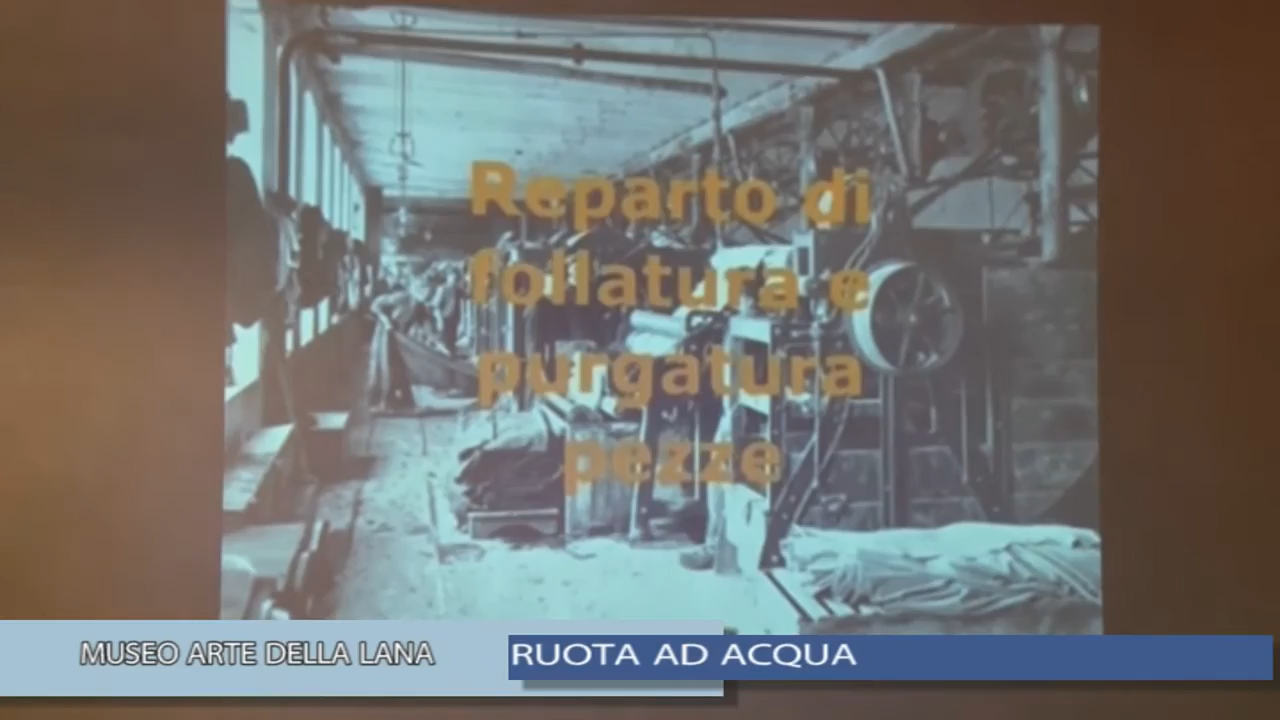 Reparto di
follatura e
purgatura
pezze
MUSEO ARTE DELLA LANA
RUOTA AD ACQUA